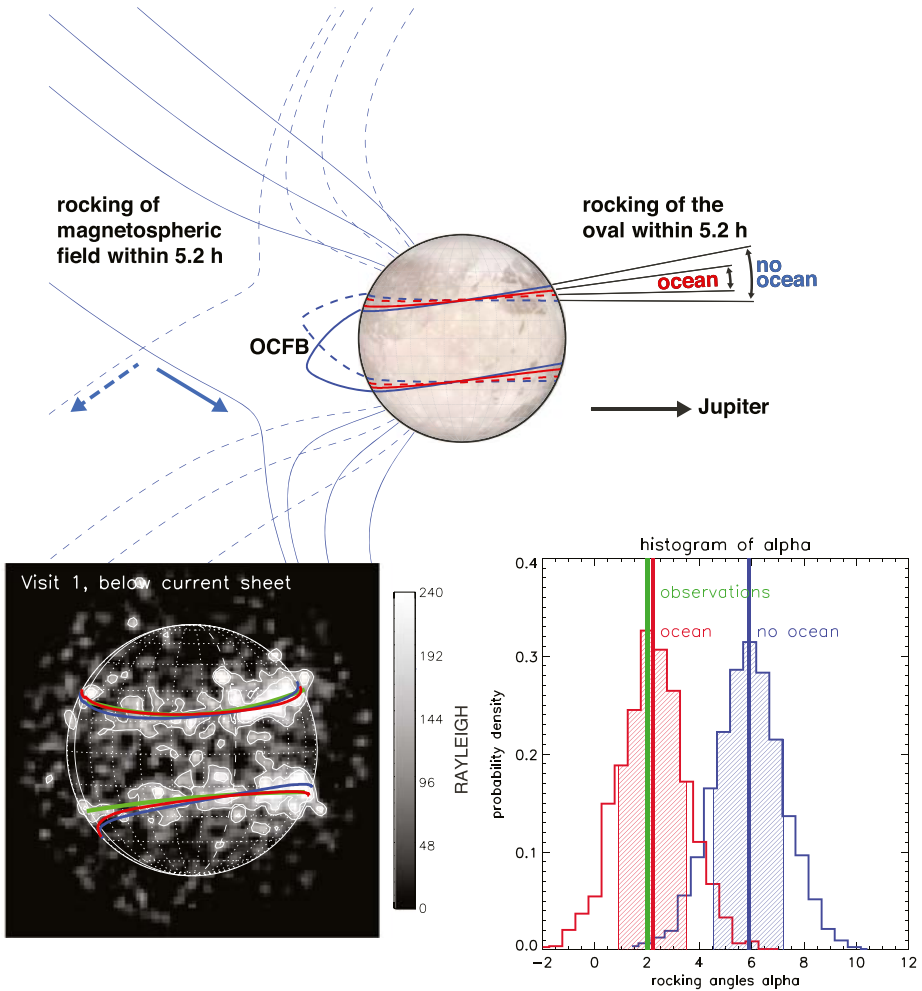 rocking of
magnetospheric
field within 5.2 h
rocking of the
oval within 5.2 h
no
ocean
ocean
OCFB
Jupiter
Visit 1, below current sheet
240
192
144
96
48
0
RAYLEIGH
histogram of alpha
observations
ocean
no ocean
0.4
0.3
0.2
0.1
0.0
probability density
−2 0 2 4 6 8 10 12
rocking angles alpha